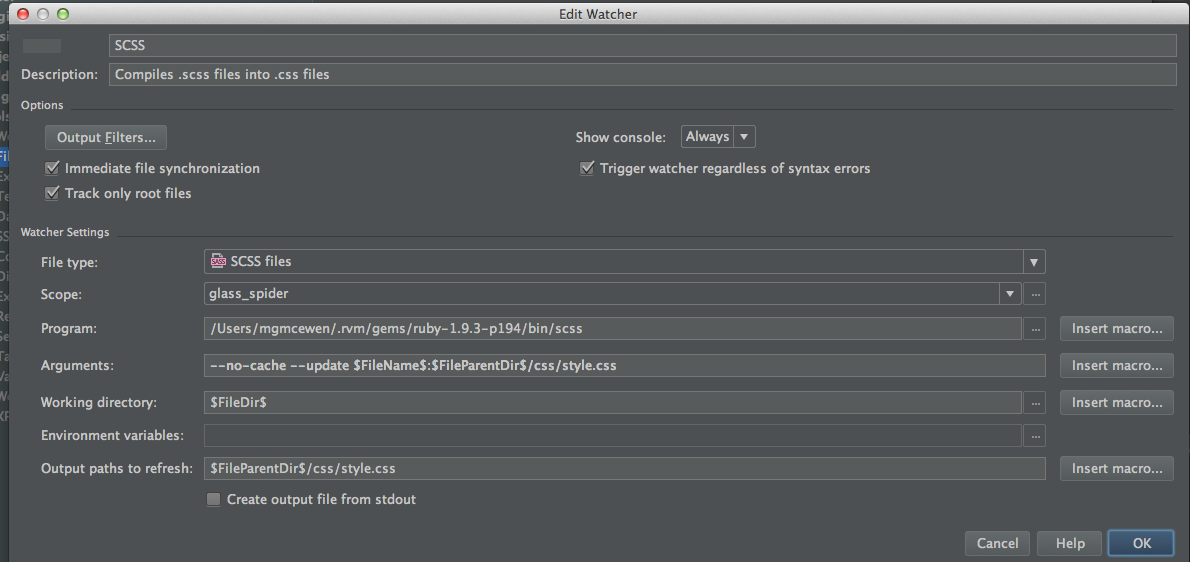 Edit Watcher
SCSS
Description: Compiles .scss files into .css files
Options
Output Filters... Show console: Always
Immediate file synchronization Trigger watcher regardless of syntax errors
Track only root files
Watcher Settings
File type: SCSS files
Scope: glass_spider ...
Program: /Users/mgmcewen/.rvm/gems/ruby-1.9.3-p194/bin/scss ... Insert macro...
Arguments: --no-cache --update $FileName$:$FileParentDir$/css/style.css Insert macro...
Working directory: $FileDir$ ... Insert macro...
Environment variables: ...
Output paths to refresh: $FileParentDir$/css/style.css Insert macro...
Create output file from stdout
Cancel Help OK